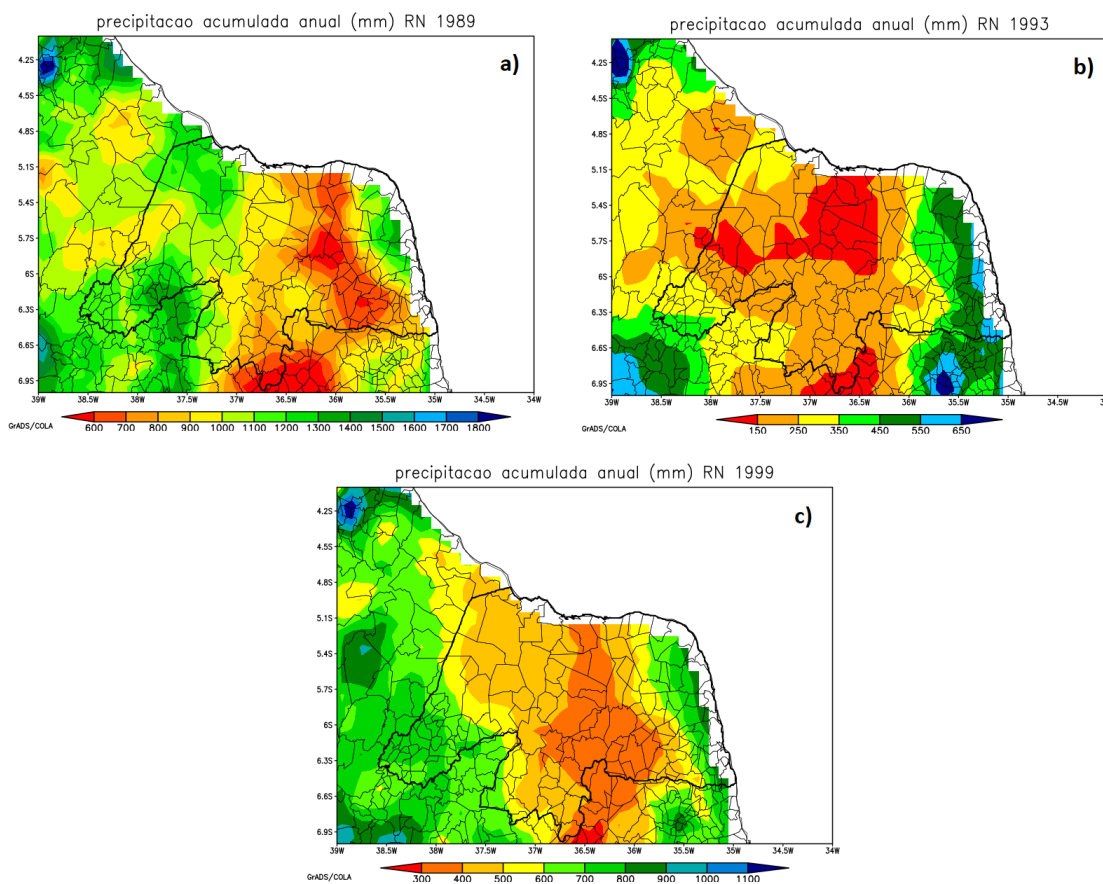 precipitacao acumulada anual (mm) RN 1989
a)
4.2S
4.5S
4.8S
5.1S
5.4S
5.7S
6S
6.3S
6.6S
6.9S
39W 38.5W 38W 37.5W 37W 36.5W 36W 35.5W 35W 34.5W 34W
600 700 800 900 1000 1100 1200 1300 1400 1500 1600 1700 1800
GrADS/COLA
precipitacao acumulada anual (mm) RN 1993
b)
4.2S
4.5S
4.8S
5.1S
5.4S
5.7S
6S
6.3S
6.6S
6.9S
39W 38.5W 38W 37.5W 37W 36.5W 36W 35.5W 35W 34.5W 34
150 250 350 450 550 650
GrADS/COLA
precipitacao acumulada anual (mm) RN 1999
c)
4.2S
4.5S
4.8S
5.1S
5.4S
5.7S
6S
6.3S
6.6S
6.9S
39W 38.5W 38W 37.5W 37W 36.5W 36W 35.5W 35W 34.5W 34W
300 400 500 600 700 800 900 1000 1100
GrADS/COLA